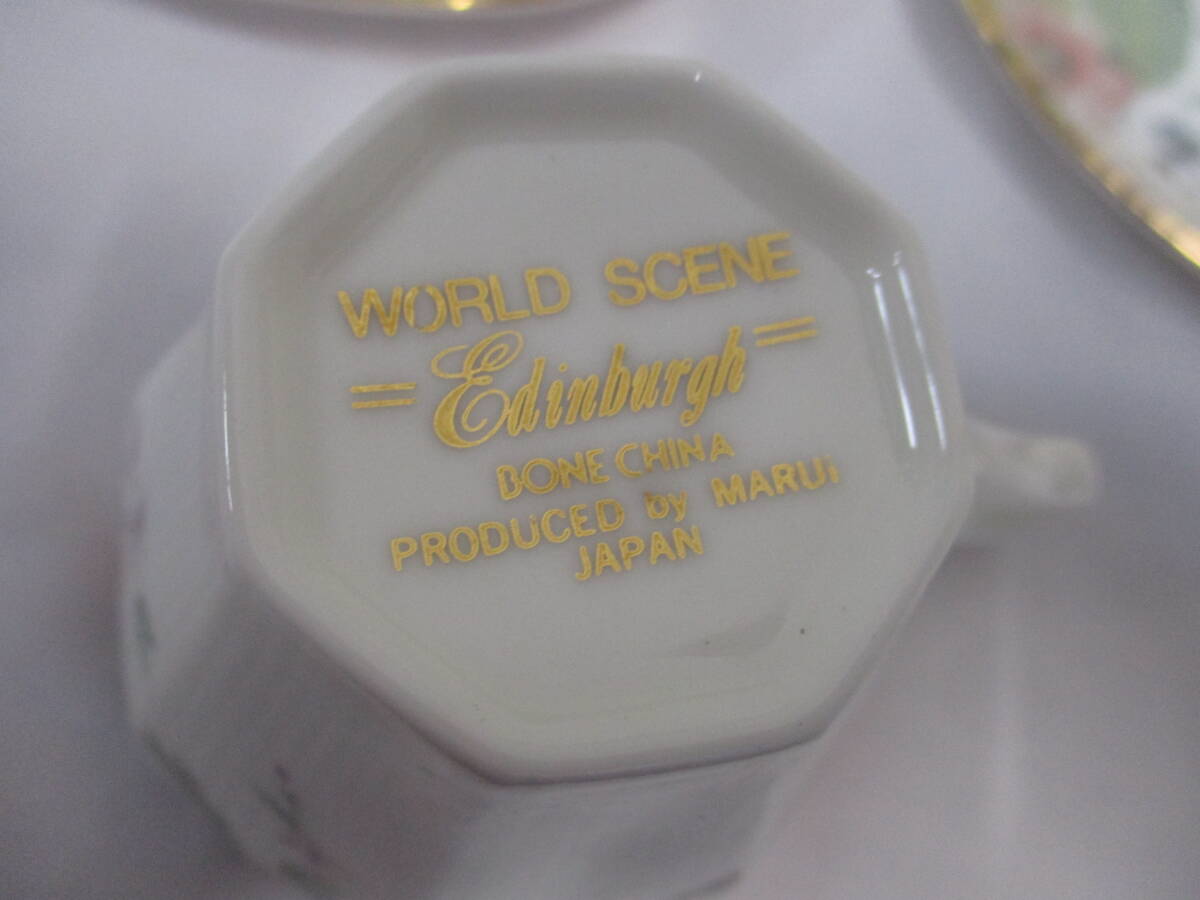 WORLD SCENE
=Edinburgh=
BONE CHINA
PRODUCED by MARUi
JAPAN